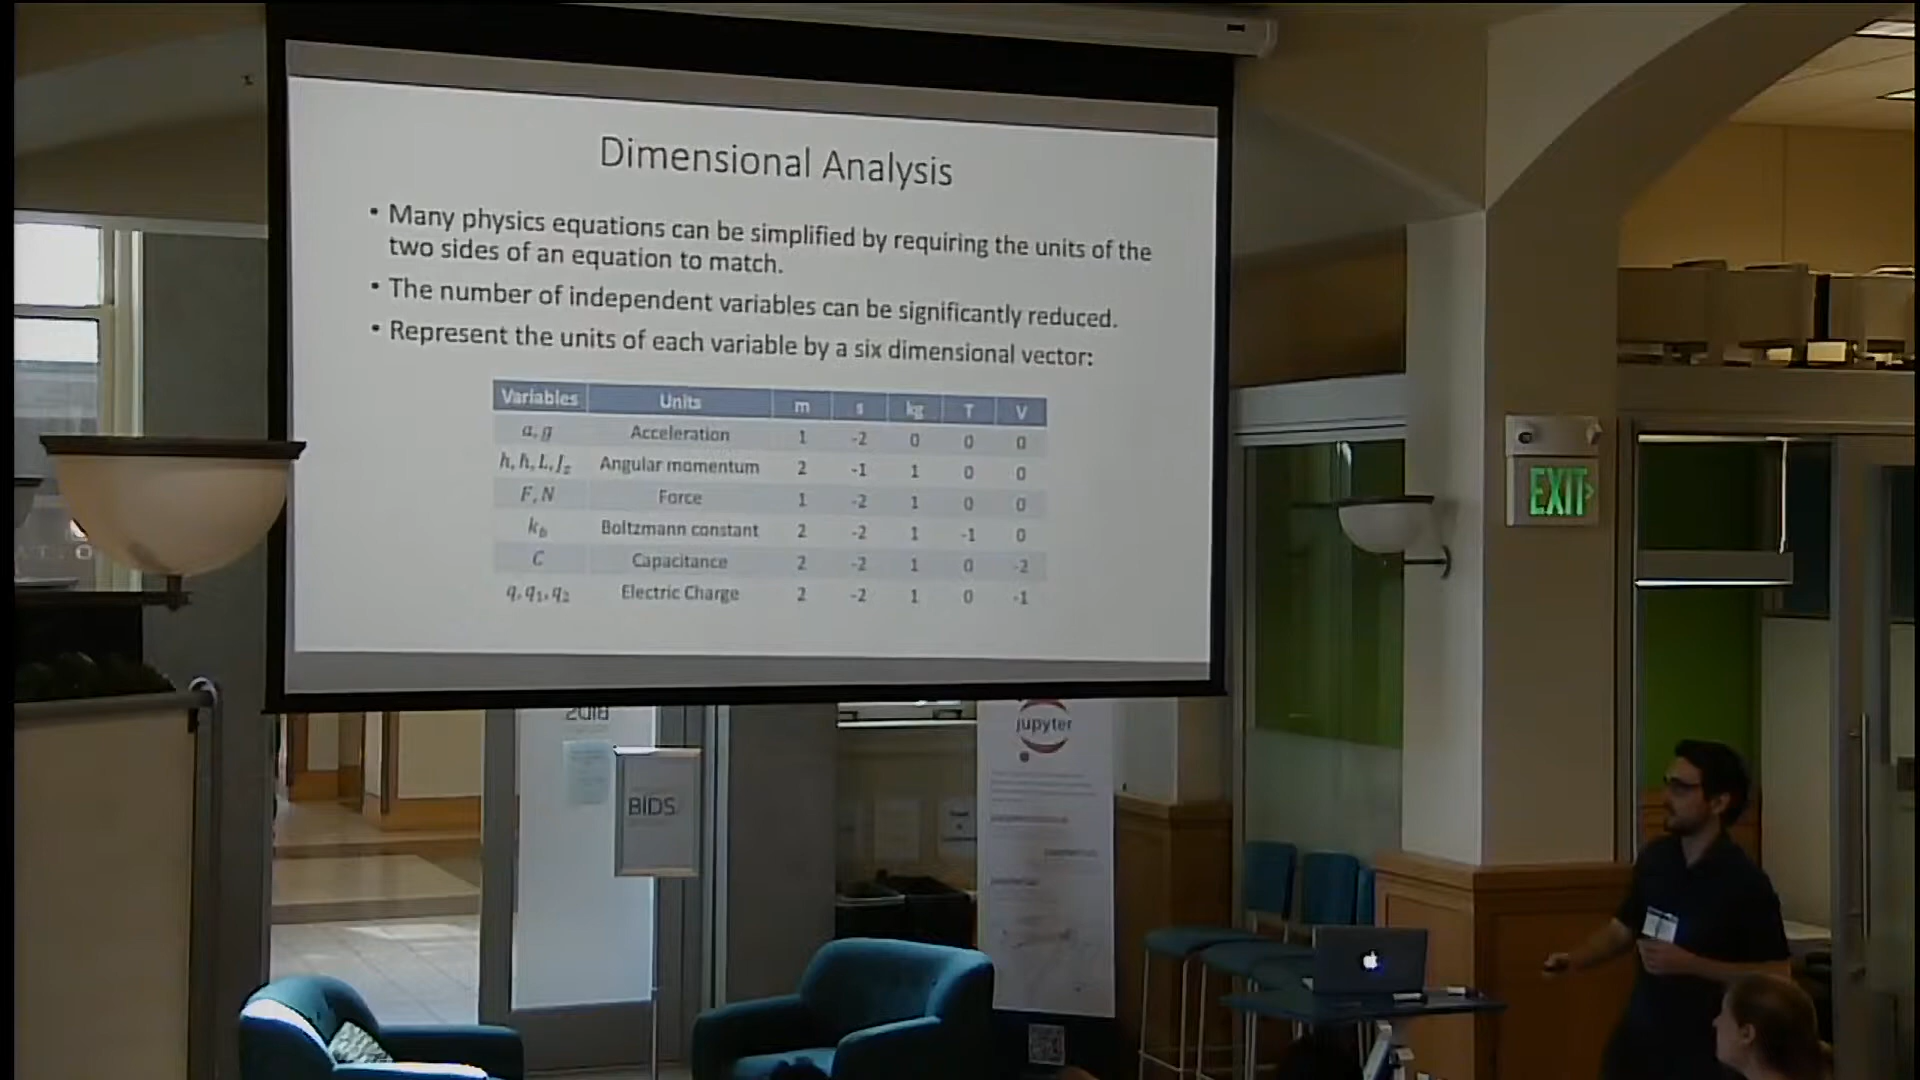 Dimensional Analysis
• Many physics equations can be simplified by requiring the units of the
two sides of an equation to match.
• The number of independent variables can be significantly reduced.
• Represent the units of each variable by a six dimensional vector:
Variables Units m s kg T V
a, g Acceleration 1 -2 0 0 0
h, ħ, L, J_z Angular momentum 2 -1 1 0 0
F, N Force 1 -2 1 0 0
k_b Boltzmann constant 2 -2 1 -1 0
C Capacitance 2 -2 1 0 -2
q, q₁, q₂ Electric Charge 2 -2 1 0 -1
EXIT
2018
jupyter
BIDS